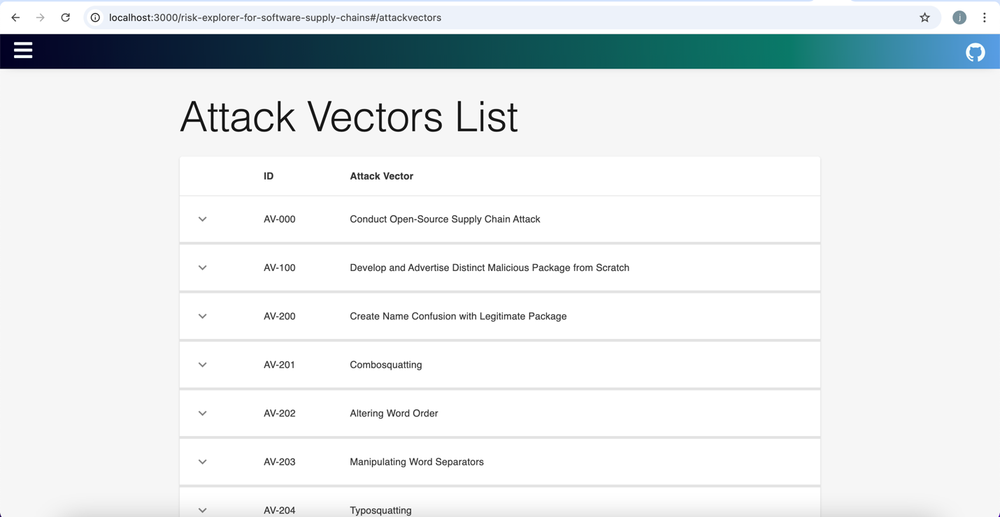 localhost:3000/risk-explorer-for-software-supply-chains#/attackvectors
j
Attack Vectors List
ID Attack Vector
AV-000 Conduct Open-Source Supply Chain Attack
AV-100 Develop and Advertise Distinct Malicious Package from Scratch
AV-200 Create Name Confusion with Legitimate Package
AV-201 Combosquatting
AV-202 Altering Word Order
AV-203 Manipulating Word Separators
AV-204 Typosquatting